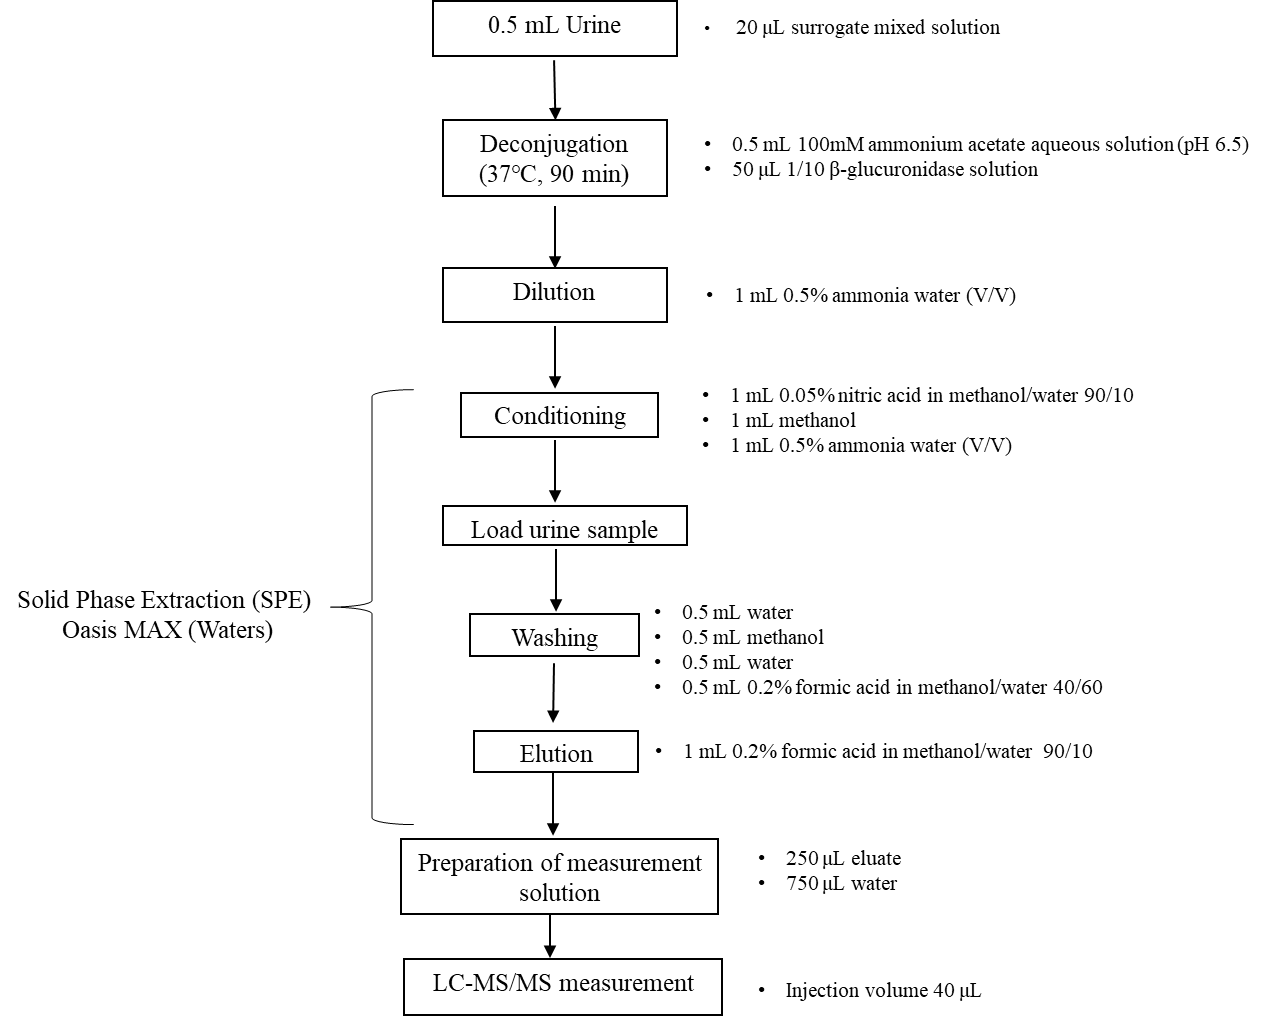 0.5 mL Urine
• 20 μL surrogate mixed solution
Deconjugation
(37℃, 90 min)
• 0.5 mL 100mM ammonium acetate aqueous solution (pH 6.5)
• 50 μL 1/10 β-glucuronidase solution
Dilution
• 1 mL 0.5% ammonia water (V/V)
Conditioning
• 1 mL 0.05% nitric acid in methanol/water 90/10
• 1 mL methanol
• 1 mL 0.5% ammonia water (V/V)
Load urine sample
Solid Phase Extraction (SPE)
Oasis MAX (Waters)
Washing
• 0.5 mL water
• 0.5 mL methanol
• 0.5 mL water
• 0.5 mL 0.2% formic acid in methanol/water 40/60
Elution
• 1 mL 0.2% formic acid in methanol/water 90/10
Preparation of measurement
solution
• 250 μL eluate
• 750 μL water
LC-MS/MS measurement
• Injection volume 40 μL